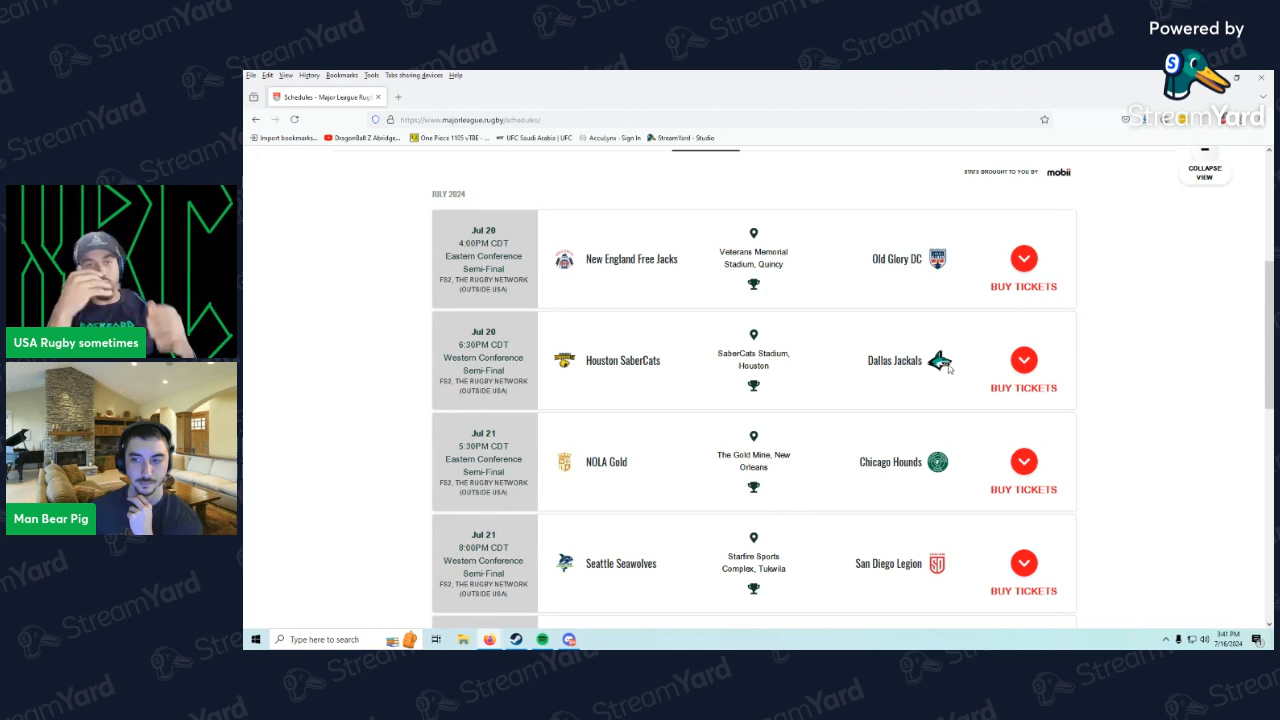 Powered by
StreamYard
File Edit View History Bookmarks Tools Tabs sharing devices Help
Schedules - Major League Rug
https://www.majorleague.rugby/schedules/
Import bookmarks... DragonBall Z Abridge... One Piece 1105 vTBE - ... UFC Saudi Arabia | UFC AccuLynx - Sign In StreamYard - Studio
STATS BROUGHT TO YOU BY mobii
COLLAPSE
VIEW
JULY 2024
Jul 20
4:00PM CDT
Eastern Conference
Semi-Final
FS2, THE RUGBY NETWORK
(OUTSIDE USA)
New England Free Jacks
Veterans Memorial
Stadium, Quincy
Old Glory DC
BUY TICKETS
Jul 20
6:30PM CDT
Western Conference
Semi-Final
FS2, THE RUGBY NETWORK
(OUTSIDE USA)
Houston SaberCats
SaberCats Stadium,
Houston
Dallas Jackals
BUY TICKETS
Jul 21
5:30PM CDT
Eastern Conference
Semi-Final
FS2, THE RUGBY NETWORK
(OUTSIDE USA)
NOLA Gold
The Gold Mine, New
Orleans
Chicago Hounds
BUY TICKETS
Jul 21
8:00PM CDT
Western Conference
Semi-Final
FS2, THE RUGBY NETWORK
(OUTSIDE USA)
Seattle Seawolves
Starfire Sports
Complex, Tukwila
San Diego Legion
BUY TICKETS
USA Rugby sometimes
Man Bear Pig
Type here to search
3:41 PM
7/16/2024